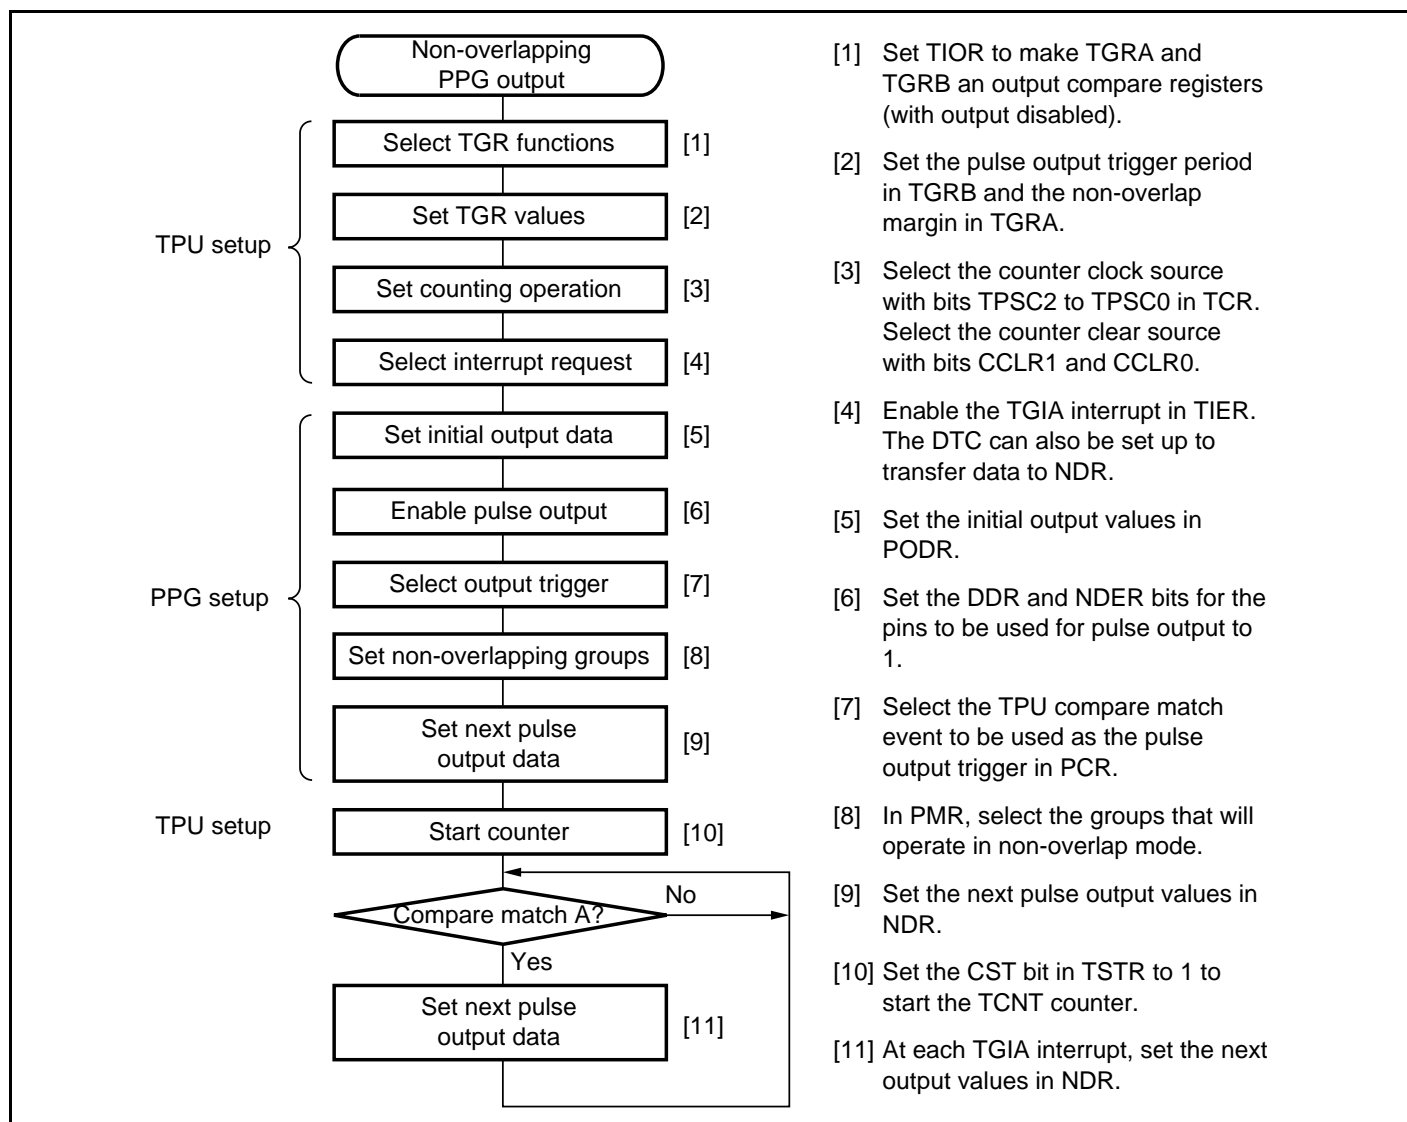 Non-overlapping
PPG output
TPU setup
Select TGR functions [1]
Set TGR values [2]
Set counting operation [3]
Select interrupt request [4]
PPG setup
Set initial output data [5]
Enable pulse output [6]
Select output trigger [7]
Set non-overlapping groups [8]
Set next pulse
output data [9]
TPU setup
Start counter [10]
Compare match A?
No
Yes
Set next pulse
output data [11]
[1] Set TIOR to make TGRA and
TGRB an output compare registers
(with output disabled).
[2] Set the pulse output trigger period
in TGRB and the non-overlap
margin in TGRA.
[3] Select the counter clock source
with bits TPSC2 to TPSC0 in TCR.
Select the counter clear source
with bits CCLR1 and CCLR0.
[4] Enable the TGIA interrupt in TIER.
The DTC can also be set up to
transfer data to NDR.
[5] Set the initial output values in
PODR.
[6] Set the DDR and NDER bits for the
pins to be used for pulse output to
1.
[7] Select the TPU compare match
event to be used as the pulse
output trigger in PCR.
[8] In PMR, select the groups that will
operate in non-overlap mode.
[9] Set the next pulse output values in
NDR.
[10] Set the CST bit in TSTR to 1 to
start the TCNT counter.
[11] At each TGIA interrupt, set the next
output values in NDR.